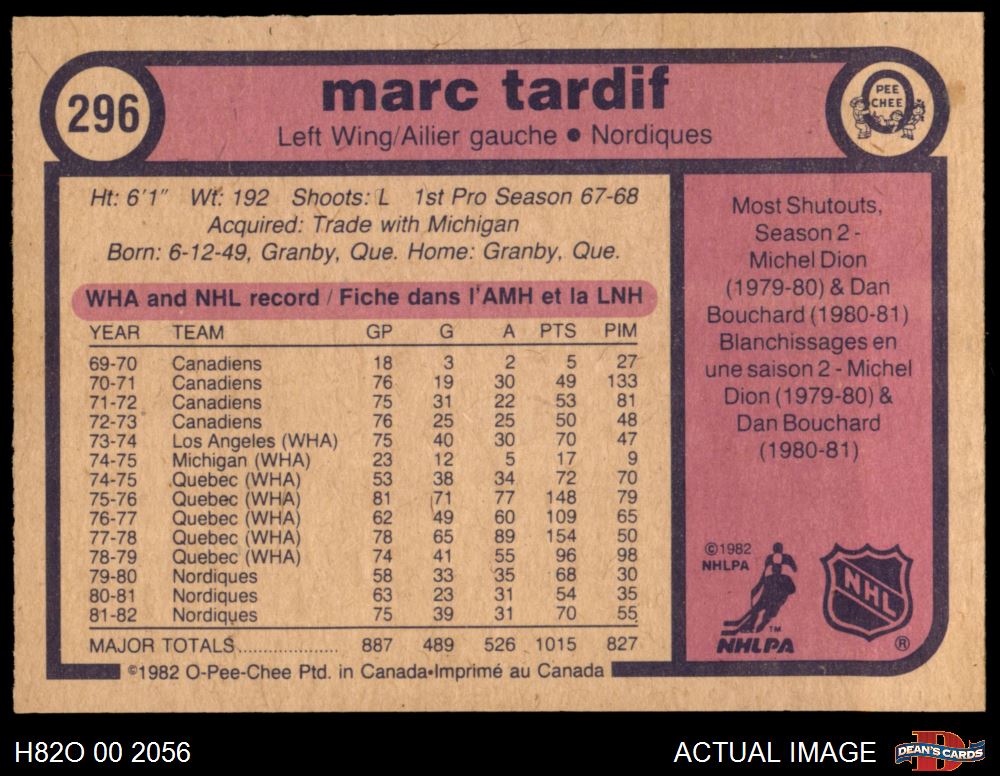 296
marc tardif
Left Wing/Ailier gauche ● Nordiques
O
PEE
CHEE
Ht: 6'1" Wt: 192 Shoots: L 1st Pro Season 67-68
Acquired: Trade with Michigan
Born: 6-12-49, Granby, Que. Home: Granby, Que.
WHA and NHL record / Fiche dans l'AMH et la LNH
YEAR TEAM GP G A PTS PIM
69-70 Canadiens 18 3 2 5 27
70-71 Canadiens 76 19 30 49 133
71-72 Canadiens 75 31 22 53 81
72-73 Canadiens 76 25 25 50 48
73-74 Los Angeles (WHA) 75 40 30 70 47
74-75 Michigan (WHA) 23 12 5 17 9
74-75 Quebec (WHA) 53 38 34 72 70
75-76 Quebec (WHA) 81 71 77 148 79
76-77 Quebec (WHA) 62 49 60 109 65
77-78 Quebec (WHA) 78 65 89 154 50
78-79 Quebec (WHA) 74 41 55 96 98
79-80 Nordiques 58 33 35 68 30
80-81 Nordiques 63 23 31 54 35
81-82 Nordiques 75 39 31 70 55
MAJOR TOTALS.................... 887 489 526 1015 827
©1982 O-Pee-Chee Ptd. in Canada•Imprimé au Canada
Most Shutouts,
Season 2 -
Michel Dion
(1979-80) & Dan
Bouchard (1980-81)
Blanchissages en
une saison 2 - Michel
Dion (1979-80) &
Dan Bouchard
(1980-81)
©1982
NHLPA
TM
NHLPA
NHL
®
H82O 00 2056
ACTUAL IMAGE
D
DEAN'S CARDS